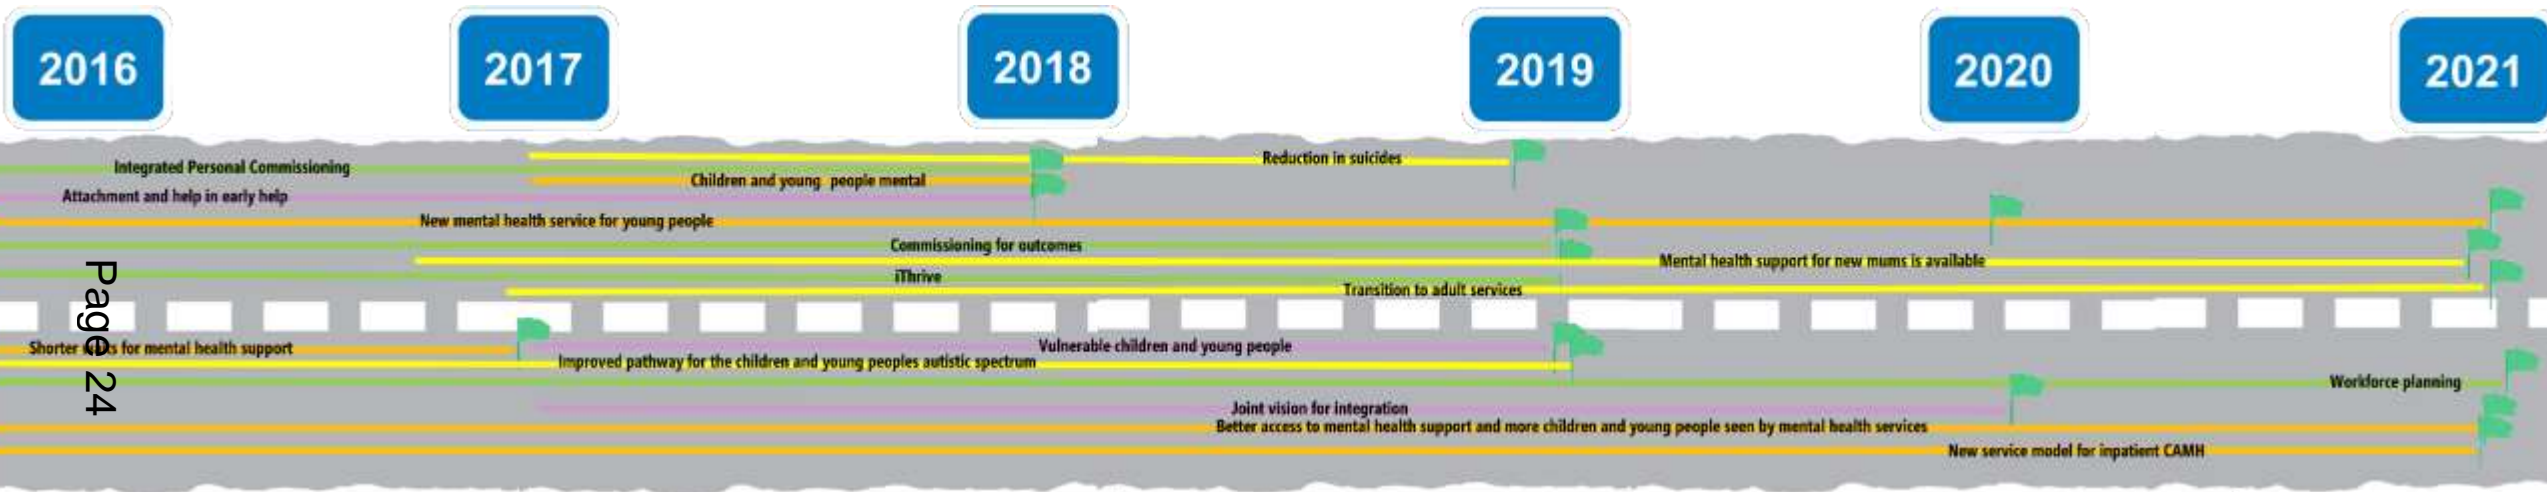 2016
2017
2018
2019
2020
2021
Reduction in suicides
Integrated Personal Commissioning
Children and young people mental
Attachment and help in early help
New mental health service for young people
Commissioning for outcomes
Mental health support for new mums is available
iThrive
Transition to adult services
Page 24
Shorter for mental health support
Vulnerable children and young people
Improved pathway for the children and young peoples autistic spectrum
Workforce planning
Joint vision for integration
Better access to mental health support and more children and young people seen by mental health services
New service model for inpatient CAMH